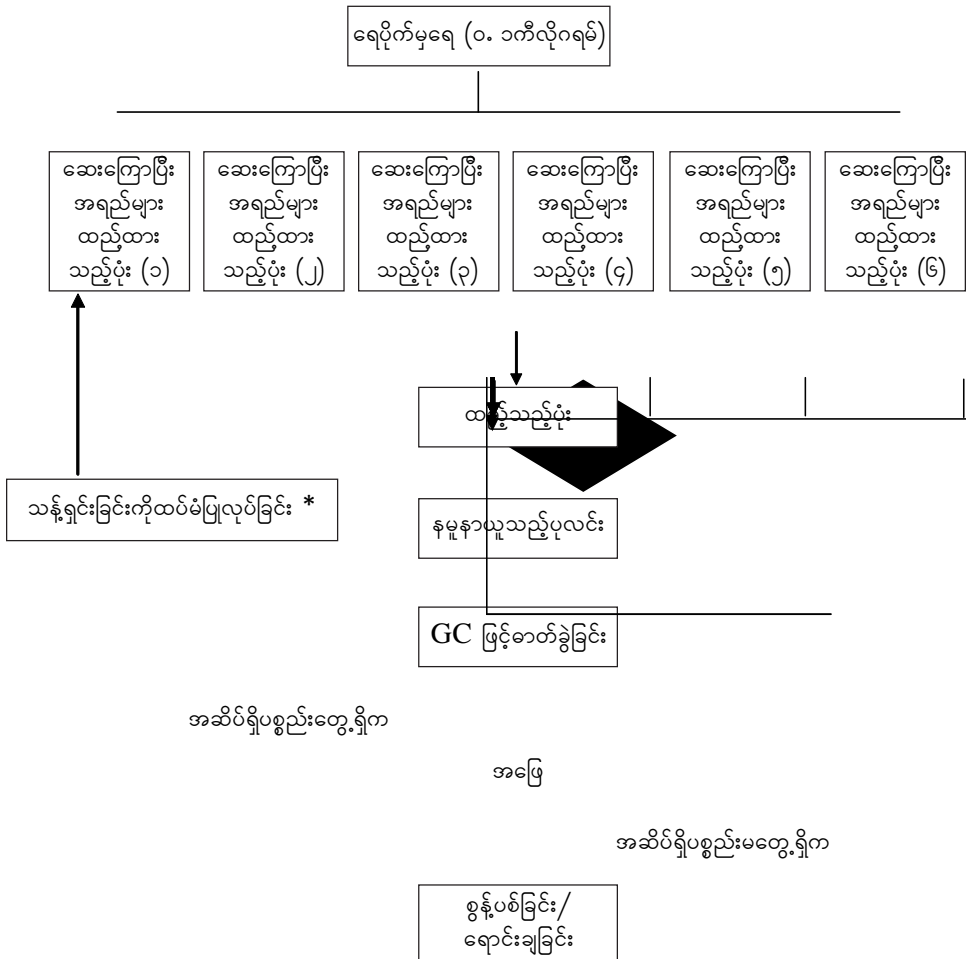 ရေပိုက်မှရေ (ဝ. ၁ကီလိုဂရမ်)
ဆေးကြောပြီး
အရည်များ
ထည့်ထား
သည့်ပုံး (၁)
ဆေးကြောပြီး
အရည်များ
ထည့်ထား
သည့်ပုံး (၂)
ဆေးကြောပြီး
အရည်များ
ထည့်ထား
သည့်ပုံး (၃)
ဆေးကြောပြီး
အရည်များ
ထည့်ထား
သည့်ပုံး (၄)
ဆေးကြောပြီး
အရည်များ
ထည့်ထား
သည့်ပုံး (၅)
ဆေးကြောပြီး
အရည်များ
ထည့်ထား
သည့်ပုံး (၆)
ထည့်သည့်ပုံး
သန့်ရှင်းခြင်းကိုထပ်မံပြုလုပ်ခြင်း *
နမူနာယူသည့်ပုလင်း
GC ဖြင့်ဓာတ်ခွဲခြင်း
အဆိပ်ရှိပစ္စည်းတွေ့ရှိက
အဖြေ
အဆိပ်ရှိပစ္စည်းမတွေ့ရှိက
စွန့်ပစ်ခြင်း/
ရောင်းချခြင်း